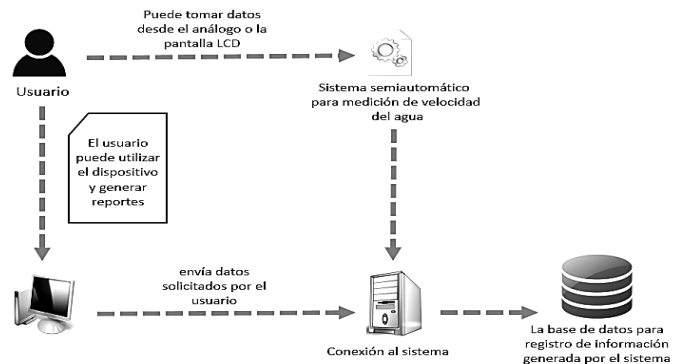 Puede tomar datos
desde el análogo o la
pantalla LCD
Usuario
Sistema semiautomático
para medición de velocidad
del agua
El usuario
puede utilizar
el dispositivo
y generar
reportes
envía datos
solicitados por el
usuario
Conexión al sistema
La base de datos para
registro de información
generada por el sistema